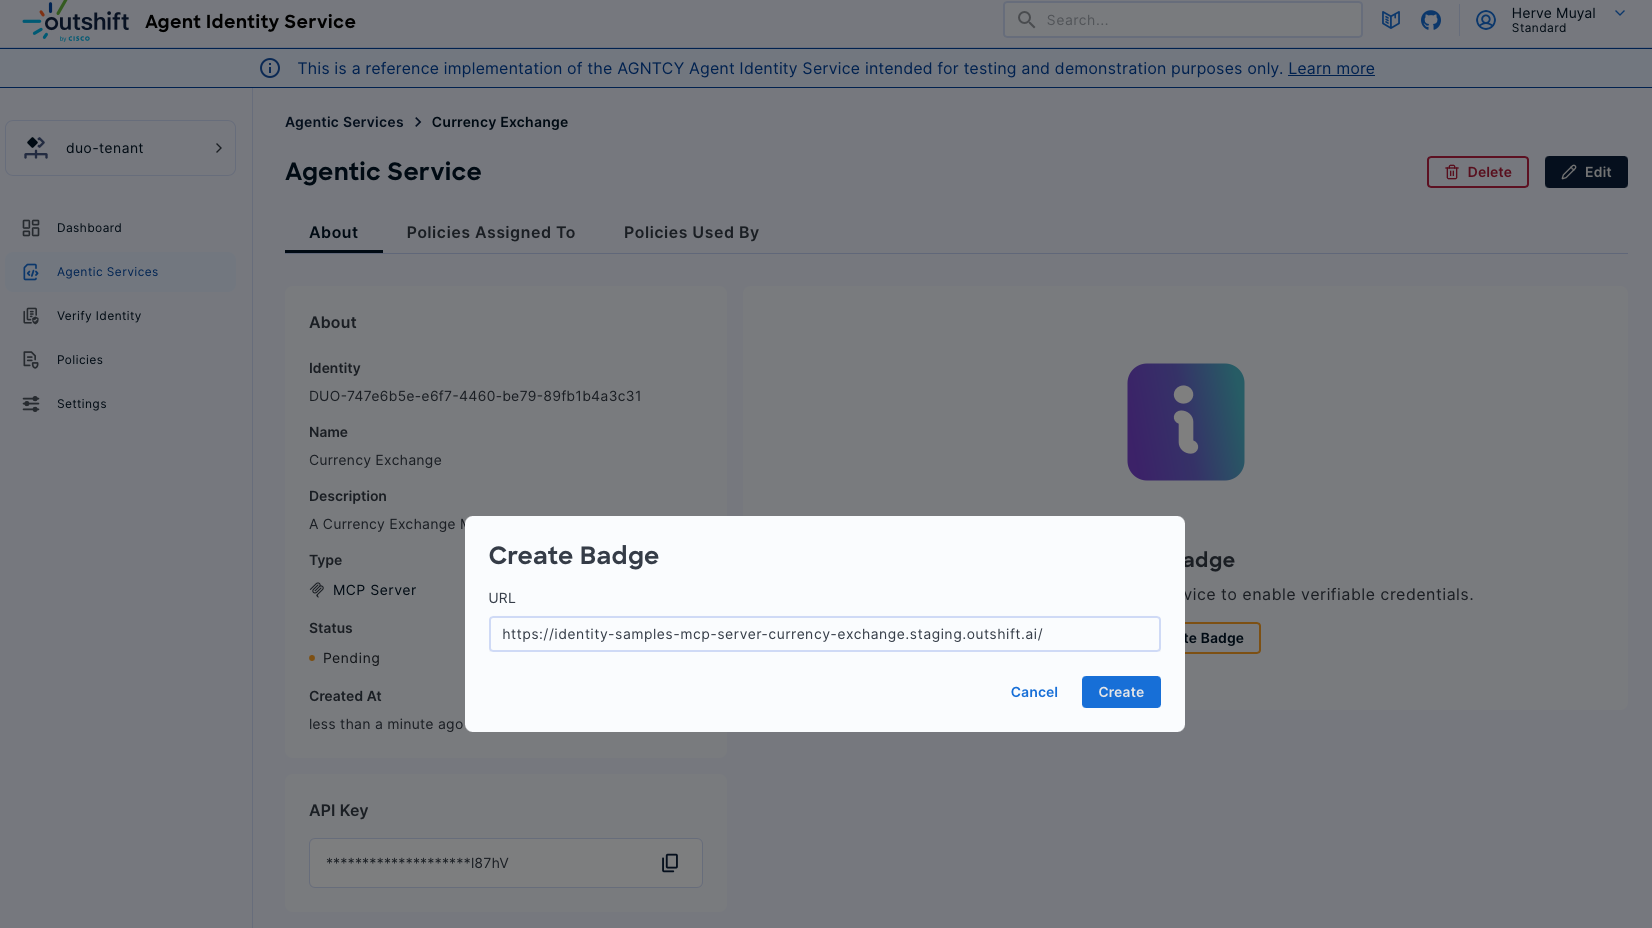 outshift
by CISCO
Agent Identity Service
Search...
Herve Muyal
Standard
This is a reference implementation of the AGNTCY Agent Identity Service intended for testing and demonstration purposes only. Learn more
duo-tenant
Dashboard
Agentic Services
Verify Identity
Policies
Settings
Agentic Services > Currency Exchange
Agentic Service
Delete
Edit
About
Policies Assigned To
Policies Used By
About
Identity
DUO-747e6b5e-e6f7-4460-be79-89fb1b4a3c31
Name
Currency Exchange
Description
A Currency Exchange
Type
MCP Server
Status
Pending
Created At
less than a minute ago
API Key
********************I87hV
adge
vice to enable verifiable credentials.
te Badge
Create Badge
URL
https://identity-samples-mcp-server-currency-exchange.staging.outshift.ai/
Cancel
Create